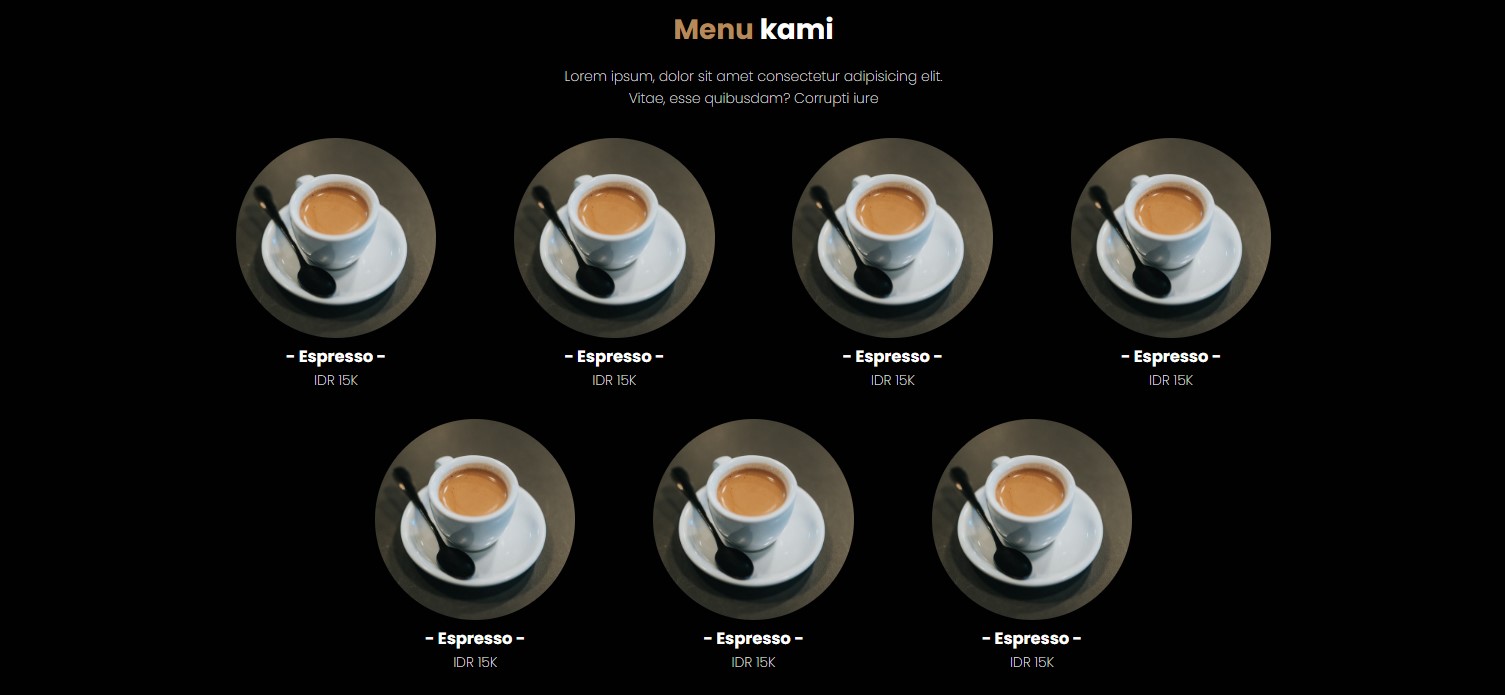 Menu kami
Lorem ipsum, dolor sit amet consectetur adipisicing elit.
Vitae, esse quibusdam? Corrupti iure
- Espresso -
IDR 15K
- Espresso -
IDR 15K
- Espresso -
IDR 15K
- Espresso -
IDR 15K
- Espresso -
IDR 15K
- Espresso -
IDR 15K
- Espresso -
IDR 15K